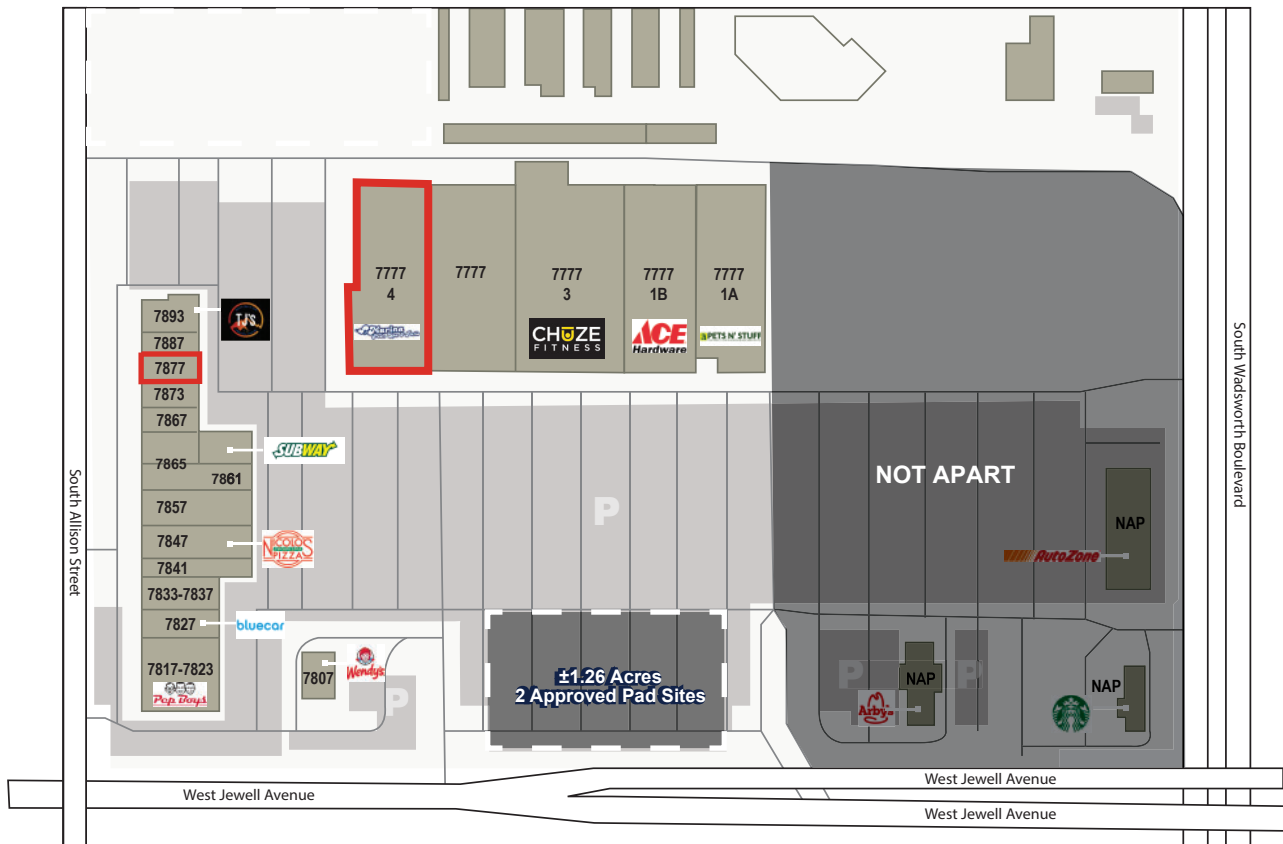 7777
4
7777
7777
3
7777
1B
7777
1A
CHUZE
FITNESS
ACE
Hardware
PETS N' STUFF
7893
TJ'S
7887
7877
7873
7867
7865
SUBWAY
7861
7857
7847
NICOLO'S
PIZZA
7841
7833-7837
7827
bluecar
7817-7823
Pep Boys
7807
Wendy's
P
P
±1.26 Acres
2 Approved Pad Sites
NOT APART
NAP
AutoZone
P
P
NAP
Arby's
NAP
South Allison Street
South Wadsworth Boulevard
West Jewell Avenue
West Jewell Avenue
West Jewell Avenue